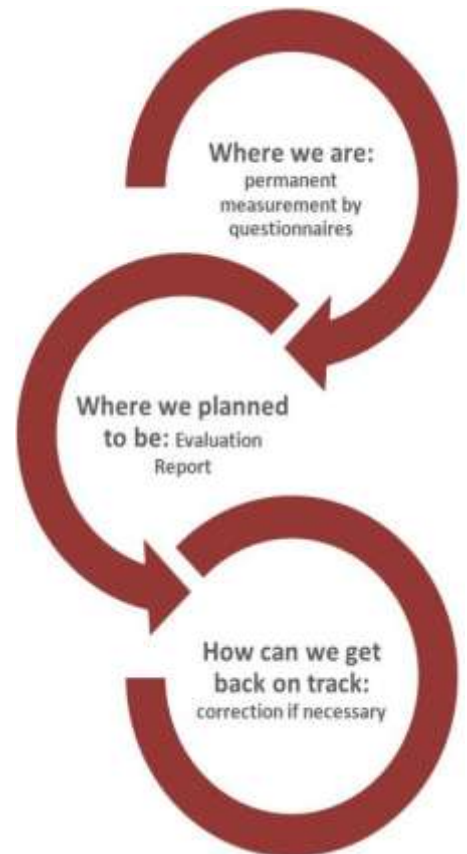 Where we are:
permanent
measurement by
questionnaires
Where we planned
to be: Evaluation
Report
How can we get
back on track:
correction if necessary